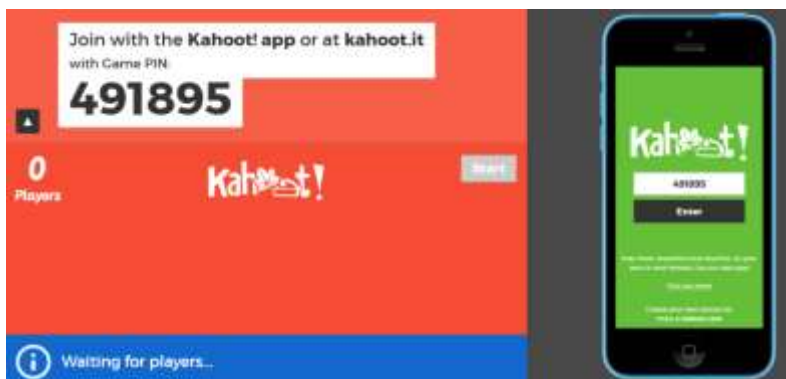 Join with the Kahoot! app or at kahoot.it
with Game PIN:
491895
0
Players
Kahoot!
Start
Waiting for players...
Kahoot!
491895
Enter